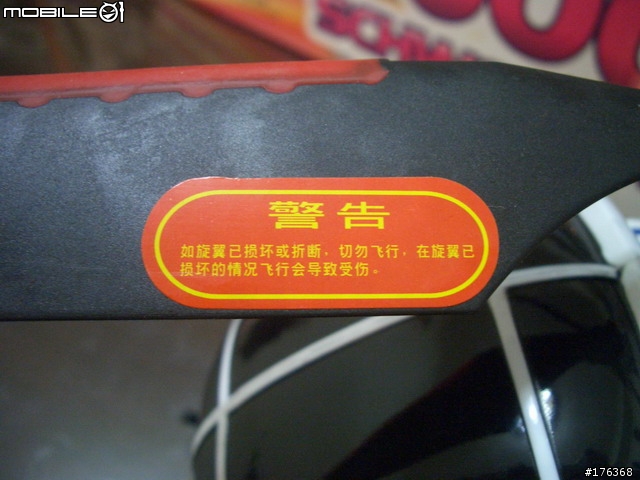 MOBILE01
警告
如旋翼已损坏或折断，切勿飞行，在旋翼已
损坏的情况飞行会导致受伤。
#176368